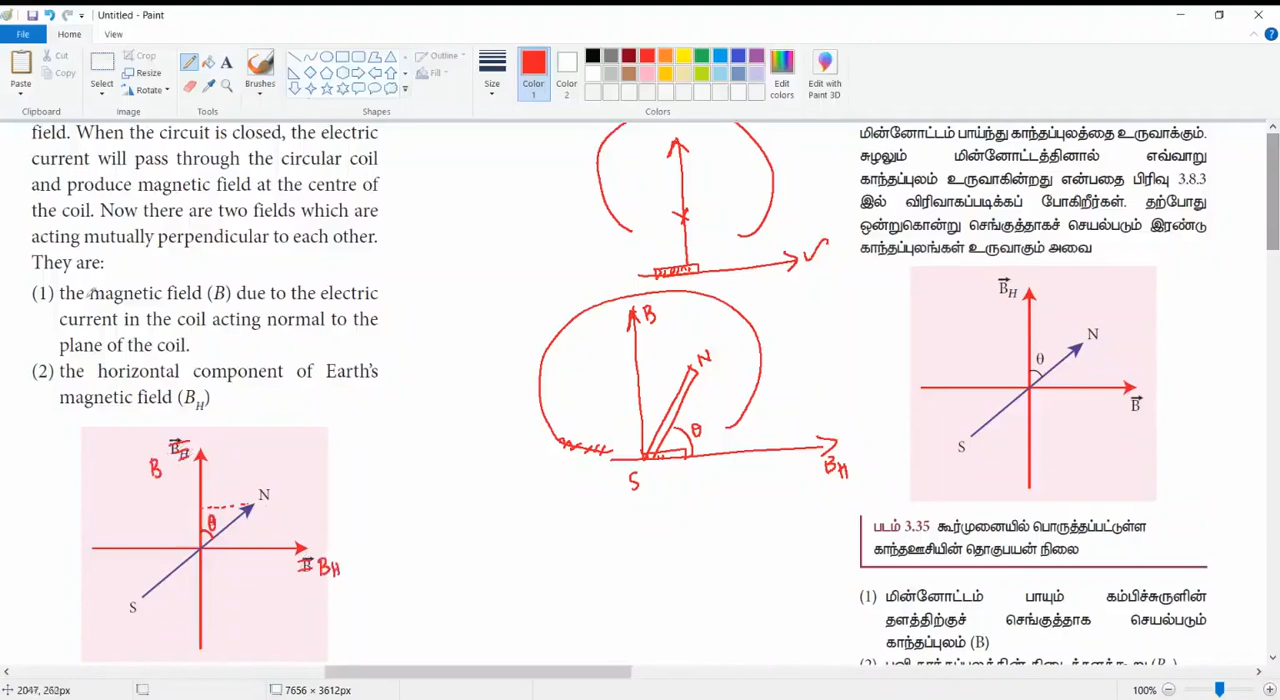 Untitled - Paint
File
Home
View
Paste
Cut
Copy
Clipboard
Select
Crop
Resize
Rotate
Image
Tools
Brushes
Shapes
Outline
Fill
Size
Color 1
Color 2
Edit colors
Edit with Paint 3D
Colors
field. When the circuit is closed, the electric
current will pass through the circular coil
and produce magnetic field at the centre of
the coil. Now there are two fields which are
acting mutually perpendicular to each other.
They are:
(1) the magnetic field (B) due to the electric
current in the coil acting normal to the
plane of the coil.
(2) the horizontal component of Earth's
magnetic field (B_H)
B_H
B
N
θ
B B_H
S
B
N
θ
S
B_H
மின்னோட்டம் பாய்ந்து காந்தப்புலத்தை உருவாக்கும்.
சுழலும் மின்னோட்டத்தினால் எவ்வாறு
காந்தப்புலம் உருவாகின்றது என்பதை பிரிவு 3.8.3
இல் விரிவாகப்படிக்கப் போகிறீர்கள். தற்போது
ஒன்றுகொன்று செங்குத்தாகச் செயல்படும் இரண்டு
காந்தப்புலங்கள் உருவாகும் அவை
B_H
N
θ
B
S
படம் 3.35 கூர்முனையில் பொருத்தப்பட்டுள்ள
காந்தஊசியின் தொகுபயன் நிலை
(1) மின்னோட்டம் பாயும் கம்பிச்சுருளின்
தளத்திற்குச் செங்குத்தாக செயல்படும்
காந்தப்புலம் (B)
2047, 262px
7656 × 3612px
100%